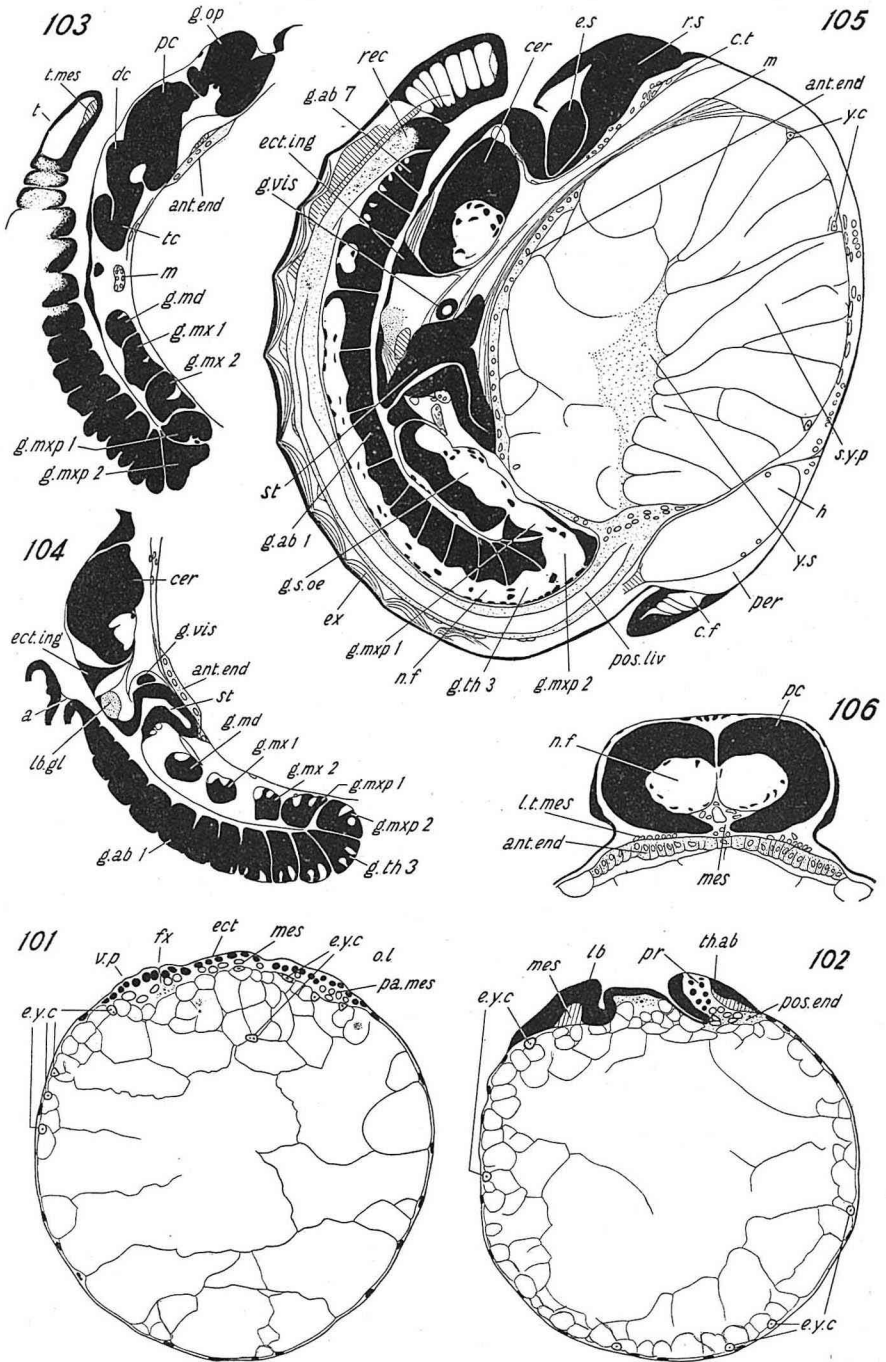 103
g.op
pc
t.mes
dc
t
ant.end
tc
m
g.md
g.mx 1
g.mx 2
g.mxp 1
g.mxp 2
105
e.s
r.s
cer
c.t
rec
m
g.ab 7
ant.end
ect.ing
y.c
g.vis
st
s.y.p
g.ab 1
h
g.s.oe
y.s
ex
per
g.mxp 1
c.f
n.f
pos.liv
g.th 3
g.mxp 2
104
cer
g.vis
ect.ing
ant.end
st
a
g.md
lb.gl
g.mx 1
g.mx 2
g.mxp 1
g.mxp 2
g.ab 1
g.th 3
106
pc
n.f
l.t.mes
ant.end
mes
101
ect
mes
fx
e.y.c
v.p
o.l
pa.mes
e.y.c
102
th.ab
pr
lb
mes
e.y.c
pos.end
e.y.c